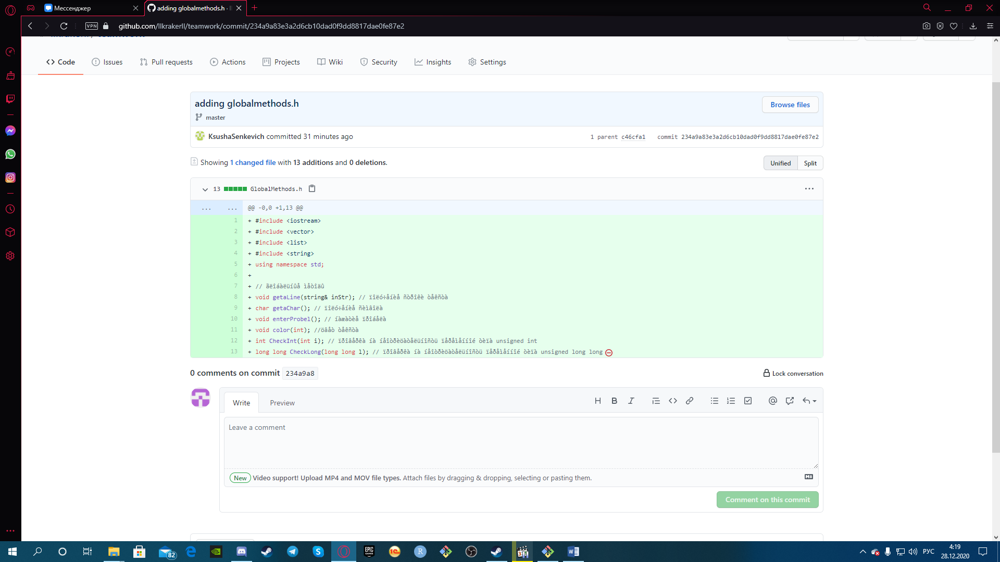 Мессенджер
adding globalmethods.h ·
VPN
github.com/llkrakerll/teamwork/commit/234a9a83e3a2d6cb10dad0f9dd8817dae0fe87e2
Code Issues Pull requests Actions Projects Wiki Security Insights Settings
adding globalmethods.h
Browse files
master
KsushaSenkevich committed 31 minutes ago
1 parent c46cfa1 commit 234a9a83e3a2d6cb10dad0f9dd8817dae0fe87e2
Showing 1 changed file with 13 additions and 0 deletions.
Unified Split
13 GlobalMethods.h
... ... @@ -0,0 +1,13 @@
1 + #include <iostream>
2 + #include <vector>
3 + #include <list>
4 + #include <string>
5 + using namespace std;
6 +
7 + // ãëîáàëüíûå ìåòîäû
8 + void getaLine(string& inStr); // ïîëó÷åíèå ñòðîêè òåêñòà
9 + char getaChar(); // ïîëó÷åíèå ñèìâîëà
10 + void enterProbel(); // íàæàòèå ïðîáåëà
11 + void color(int); //öâåò òåêñòà
12 + int CheckInt(int i); // ïðîâåðêà íà íåîòðèöàòåëüíîñòü ïåðåìåííîé òèïà unsigned int
13 + long long CheckLong(long long l); // ïðîâåðêà íà íåîòðèöàòåëüíîñòü ïåðåìåííîé òèïà unsigned long long
0 comments on commit 234a9a8
Lock conversation
Write Preview
Leave a comment
New Video support! Upload MP4 and MOV file types. Attach files by dragging & dropping, selecting or pasting them.
Comment on this commit
82
EPIC GAMES
1С
R
РУС
4:19
28.12.2020